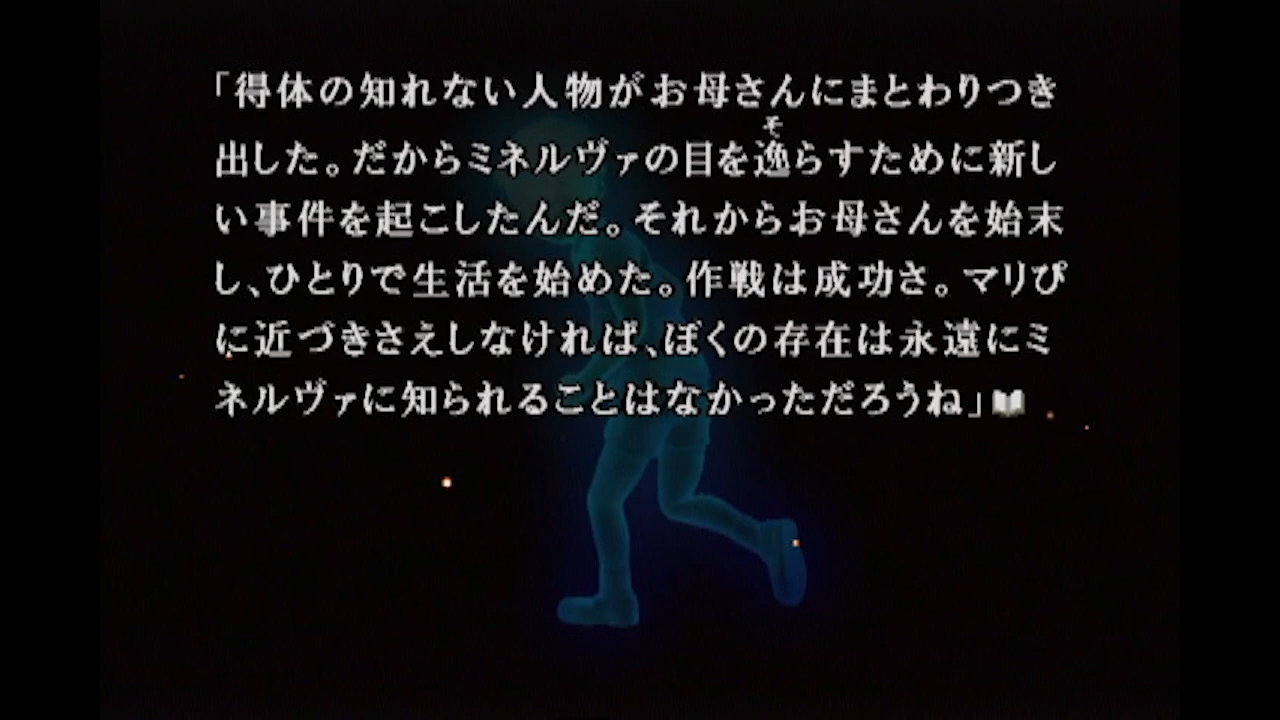 「得体の知れない人物がお母さんにまとわりつき
そ
出した。だからミネルヴァの目を逸らすために新し
い事件を起こしたんだ。それからお母さんを始末
し、ひとりで生活を始めた。作戦は成功さ。マリぴ
に近づきさえしなければ、ぼくの存在は永遠にミ
ネルヴァに知られることはなかっただろうね」